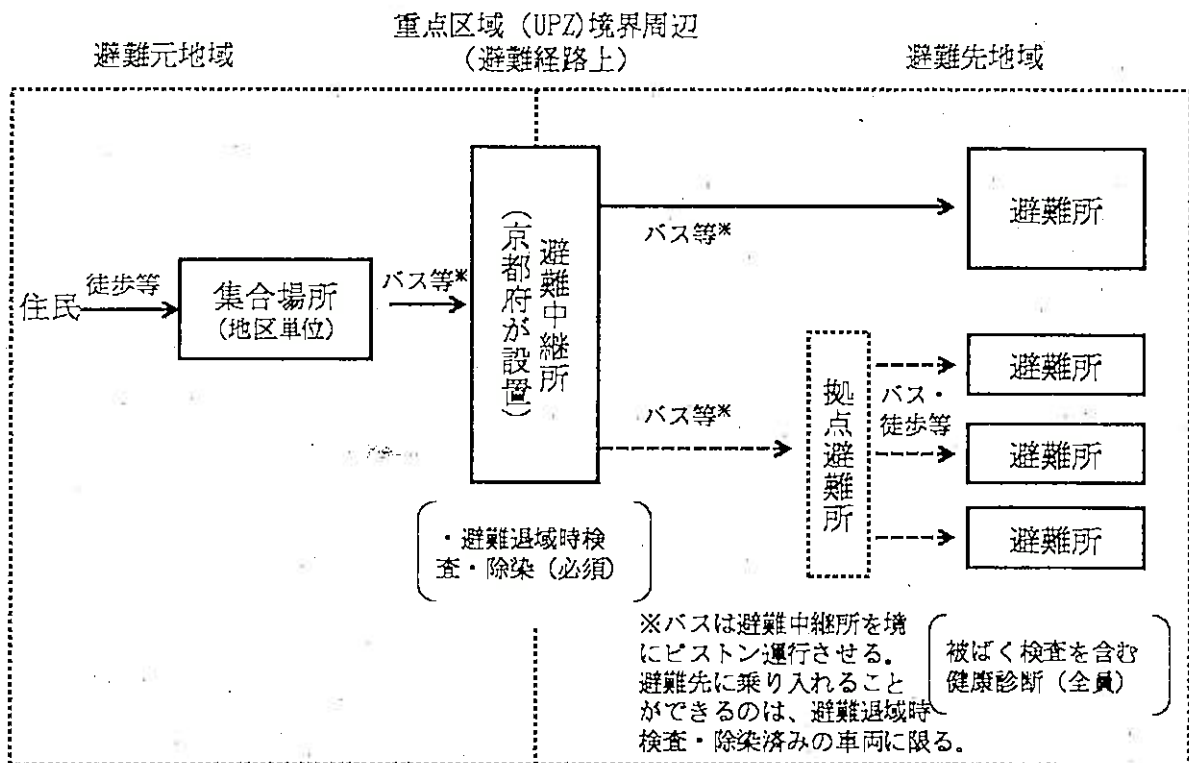 重点区域 (UPZ)境界周辺
避難元地域
(避難経路上)
避難先地域
住民
徒歩等
集合場所
(地区単位)
バス等※
避難中継所
(京都府が設置)
バス等※
避難所
バス等※
拠点避難所
バス・
徒歩等
避難所
避難所
避難所
・避難退域時検
査・除染 (必須)
※バスは避難中継所を境
にピストン運行させる。
避難先に乗り入れること
ができるのは、避難退域時
検査・除染済みの車両に限る。
被ばく検査を含む
健康診断 (全員)